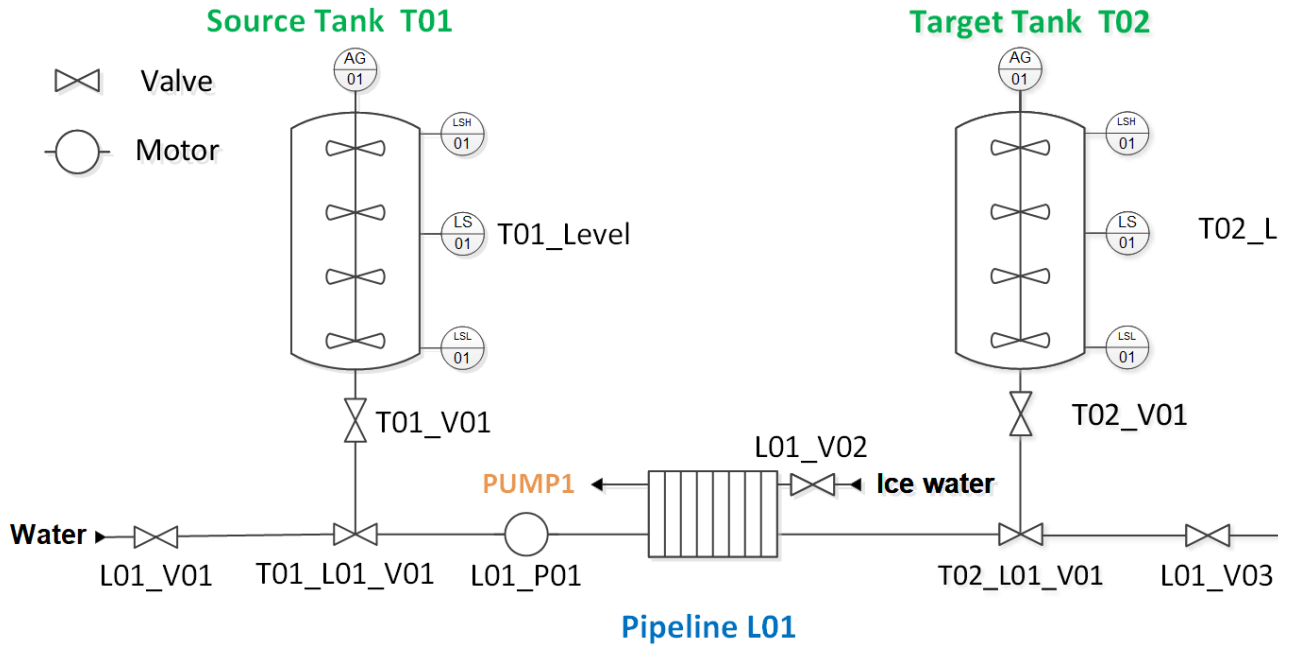 Source Tank T01
Target Tank T02
AG
01
AG
01
Valve
Motor
LSH
01
LSH
01
LS
01
T01_Level
LS
01
T02_L
LSL
01
LSL
01
T01_V01
T02_V01
L01_V02
PUMP1
Ice water
Water
L01_V01
T01_L01_V01
L01_P01
T02_L01_V01
L01_V03
Pipeline L01